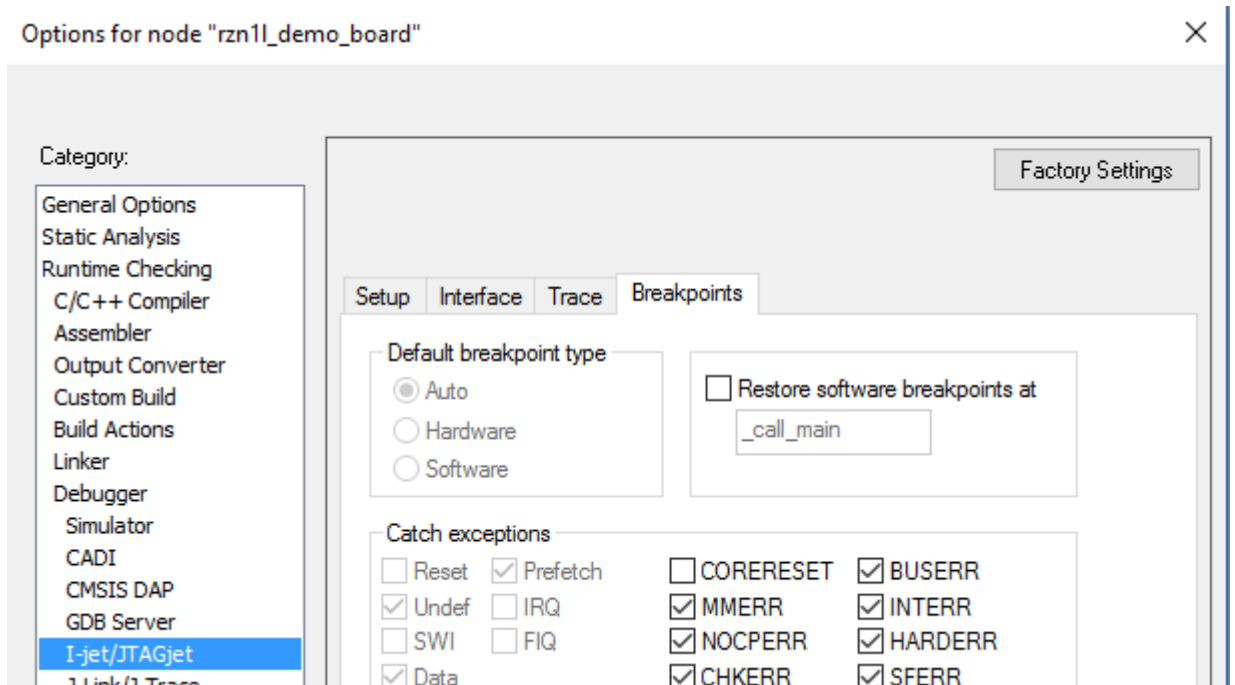 Options for node "rzn1l_demo_board"
Category:
Factory Settings
General Options
Static Analysis
Runtime Checking
C/C++ Compiler
Assembler
Output Converter
Custom Build
Build Actions
Linker
Debugger
Simulator
CADI
CMSIS DAP
GDB Server
I-jet/JTAGjet
J-Link/J-Trace
Setup Interface Trace Breakpoints
Default breakpoint type
Auto
Hardware
Software
Restore software breakpoints at
_call_main
Catch exceptions
Reset Prefetch CORERESET BUSERR
Undef IRQ MMERR INTERR
SWI FIQ NOCPERR HARDERR
Data CHKERR SFERR